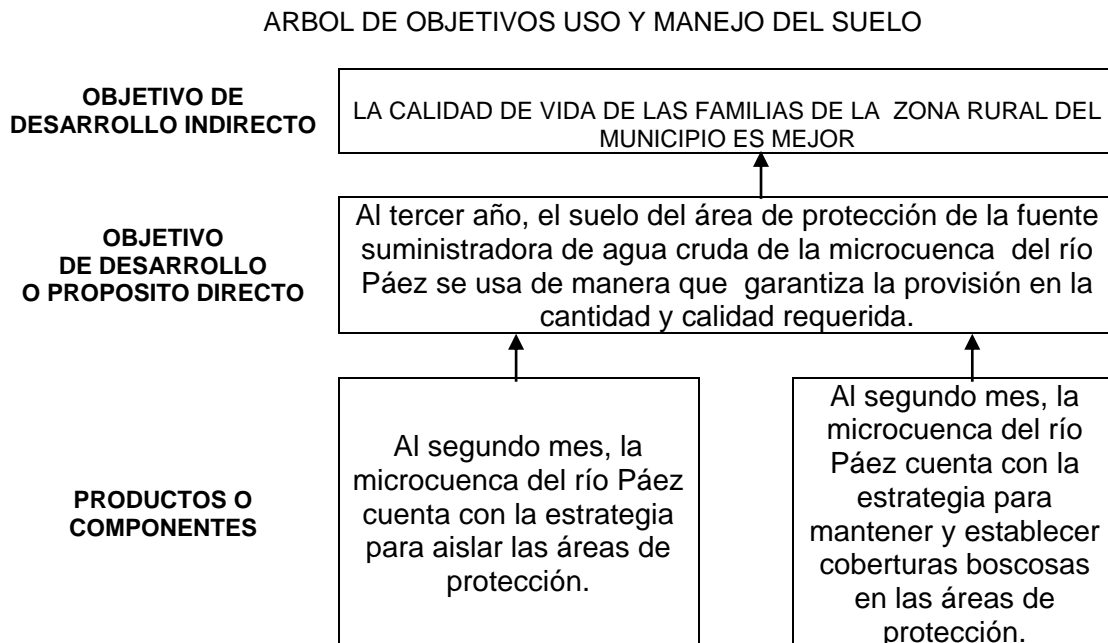 ARBOL DE OBJETIVOS USO Y MANEJO DEL SUELO
OBJETIVO DE
DESARROLLO INDIRECTO
LA CALIDAD DE VIDA DE LAS FAMILIAS DE LA ZONA RURAL DEL
MUNICIPIO ES MEJOR
OBJETIVO
DE DESARROLLO
O PROPOSITO DIRECTO
Al tercer año, el suelo del área de protección de la fuente
suministradora de agua cruda de la microcuenca del río
Páez se usa de manera que garantiza la provisión en la
cantidad y calidad requerida.
PRODUCTOS O
COMPONENTES
Al segundo mes, la
microcuenca del río Páez
cuenta con la estrategia
para aislar las áreas de
protección.
Al segundo mes, la
microcuenca del río
Páez cuenta con la
estrategia para
mantener y establecer
coberturas boscosas
en las áreas de
protección.